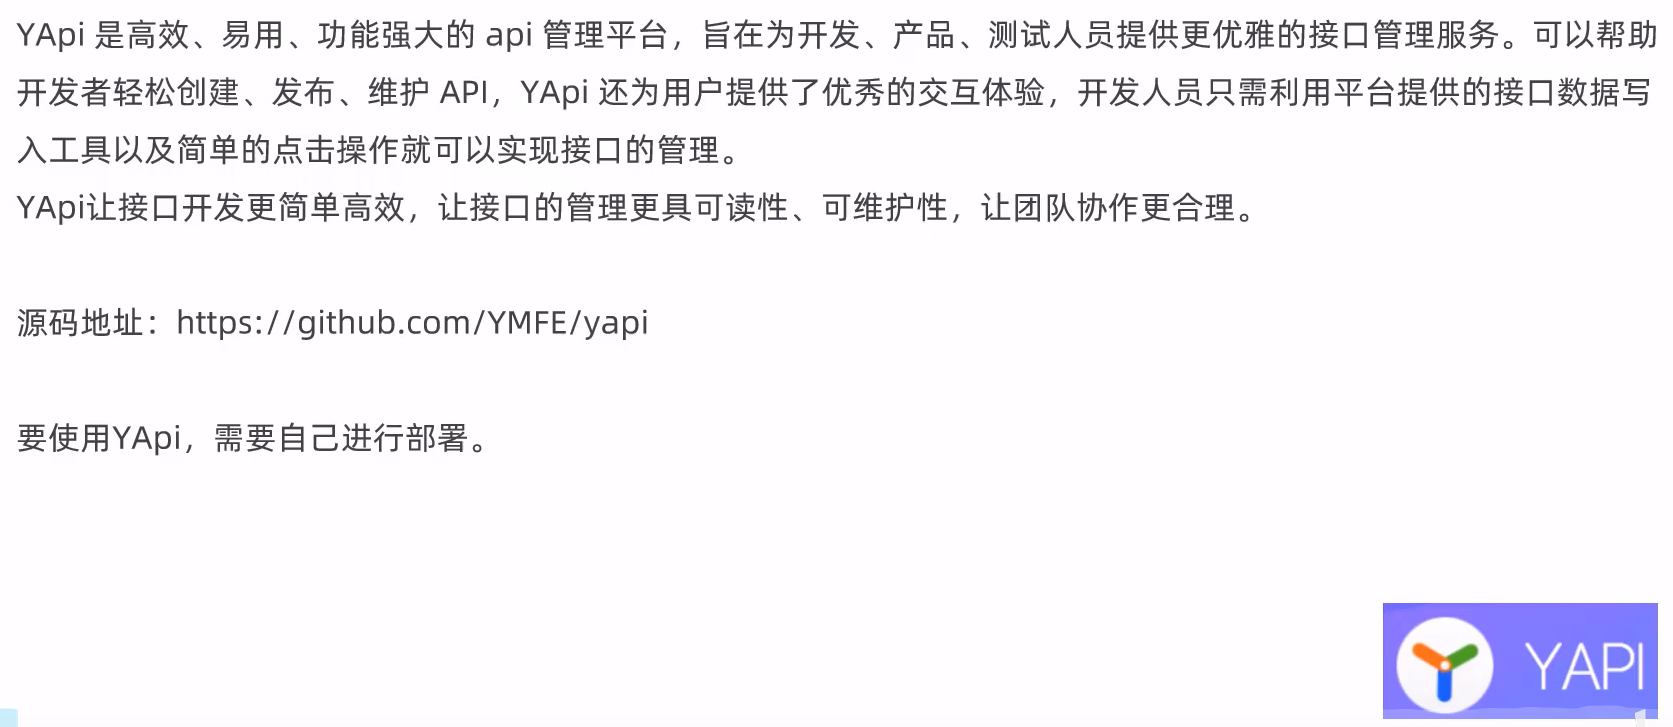 YApi 是高效、易用、功能强大的 api 管理平台，旨在为开发、产品、测试人员提供更优雅的接口管理服务。可以帮助
开发者轻松创建、发布、维护 API，YApi 还为用户提供了优秀的交互体验，开发人员只需利用平台提供的接口数据写
入工具以及简单的点击操作就可以实现接口的管理。
YApi让接口开发更简单高效，让接口的管理更具可读性、可维护性，让团队协作更合理。
源码地址：https://github.com/YMFE/yapi
要使用YApi，需要自己进行部署。
YAPI